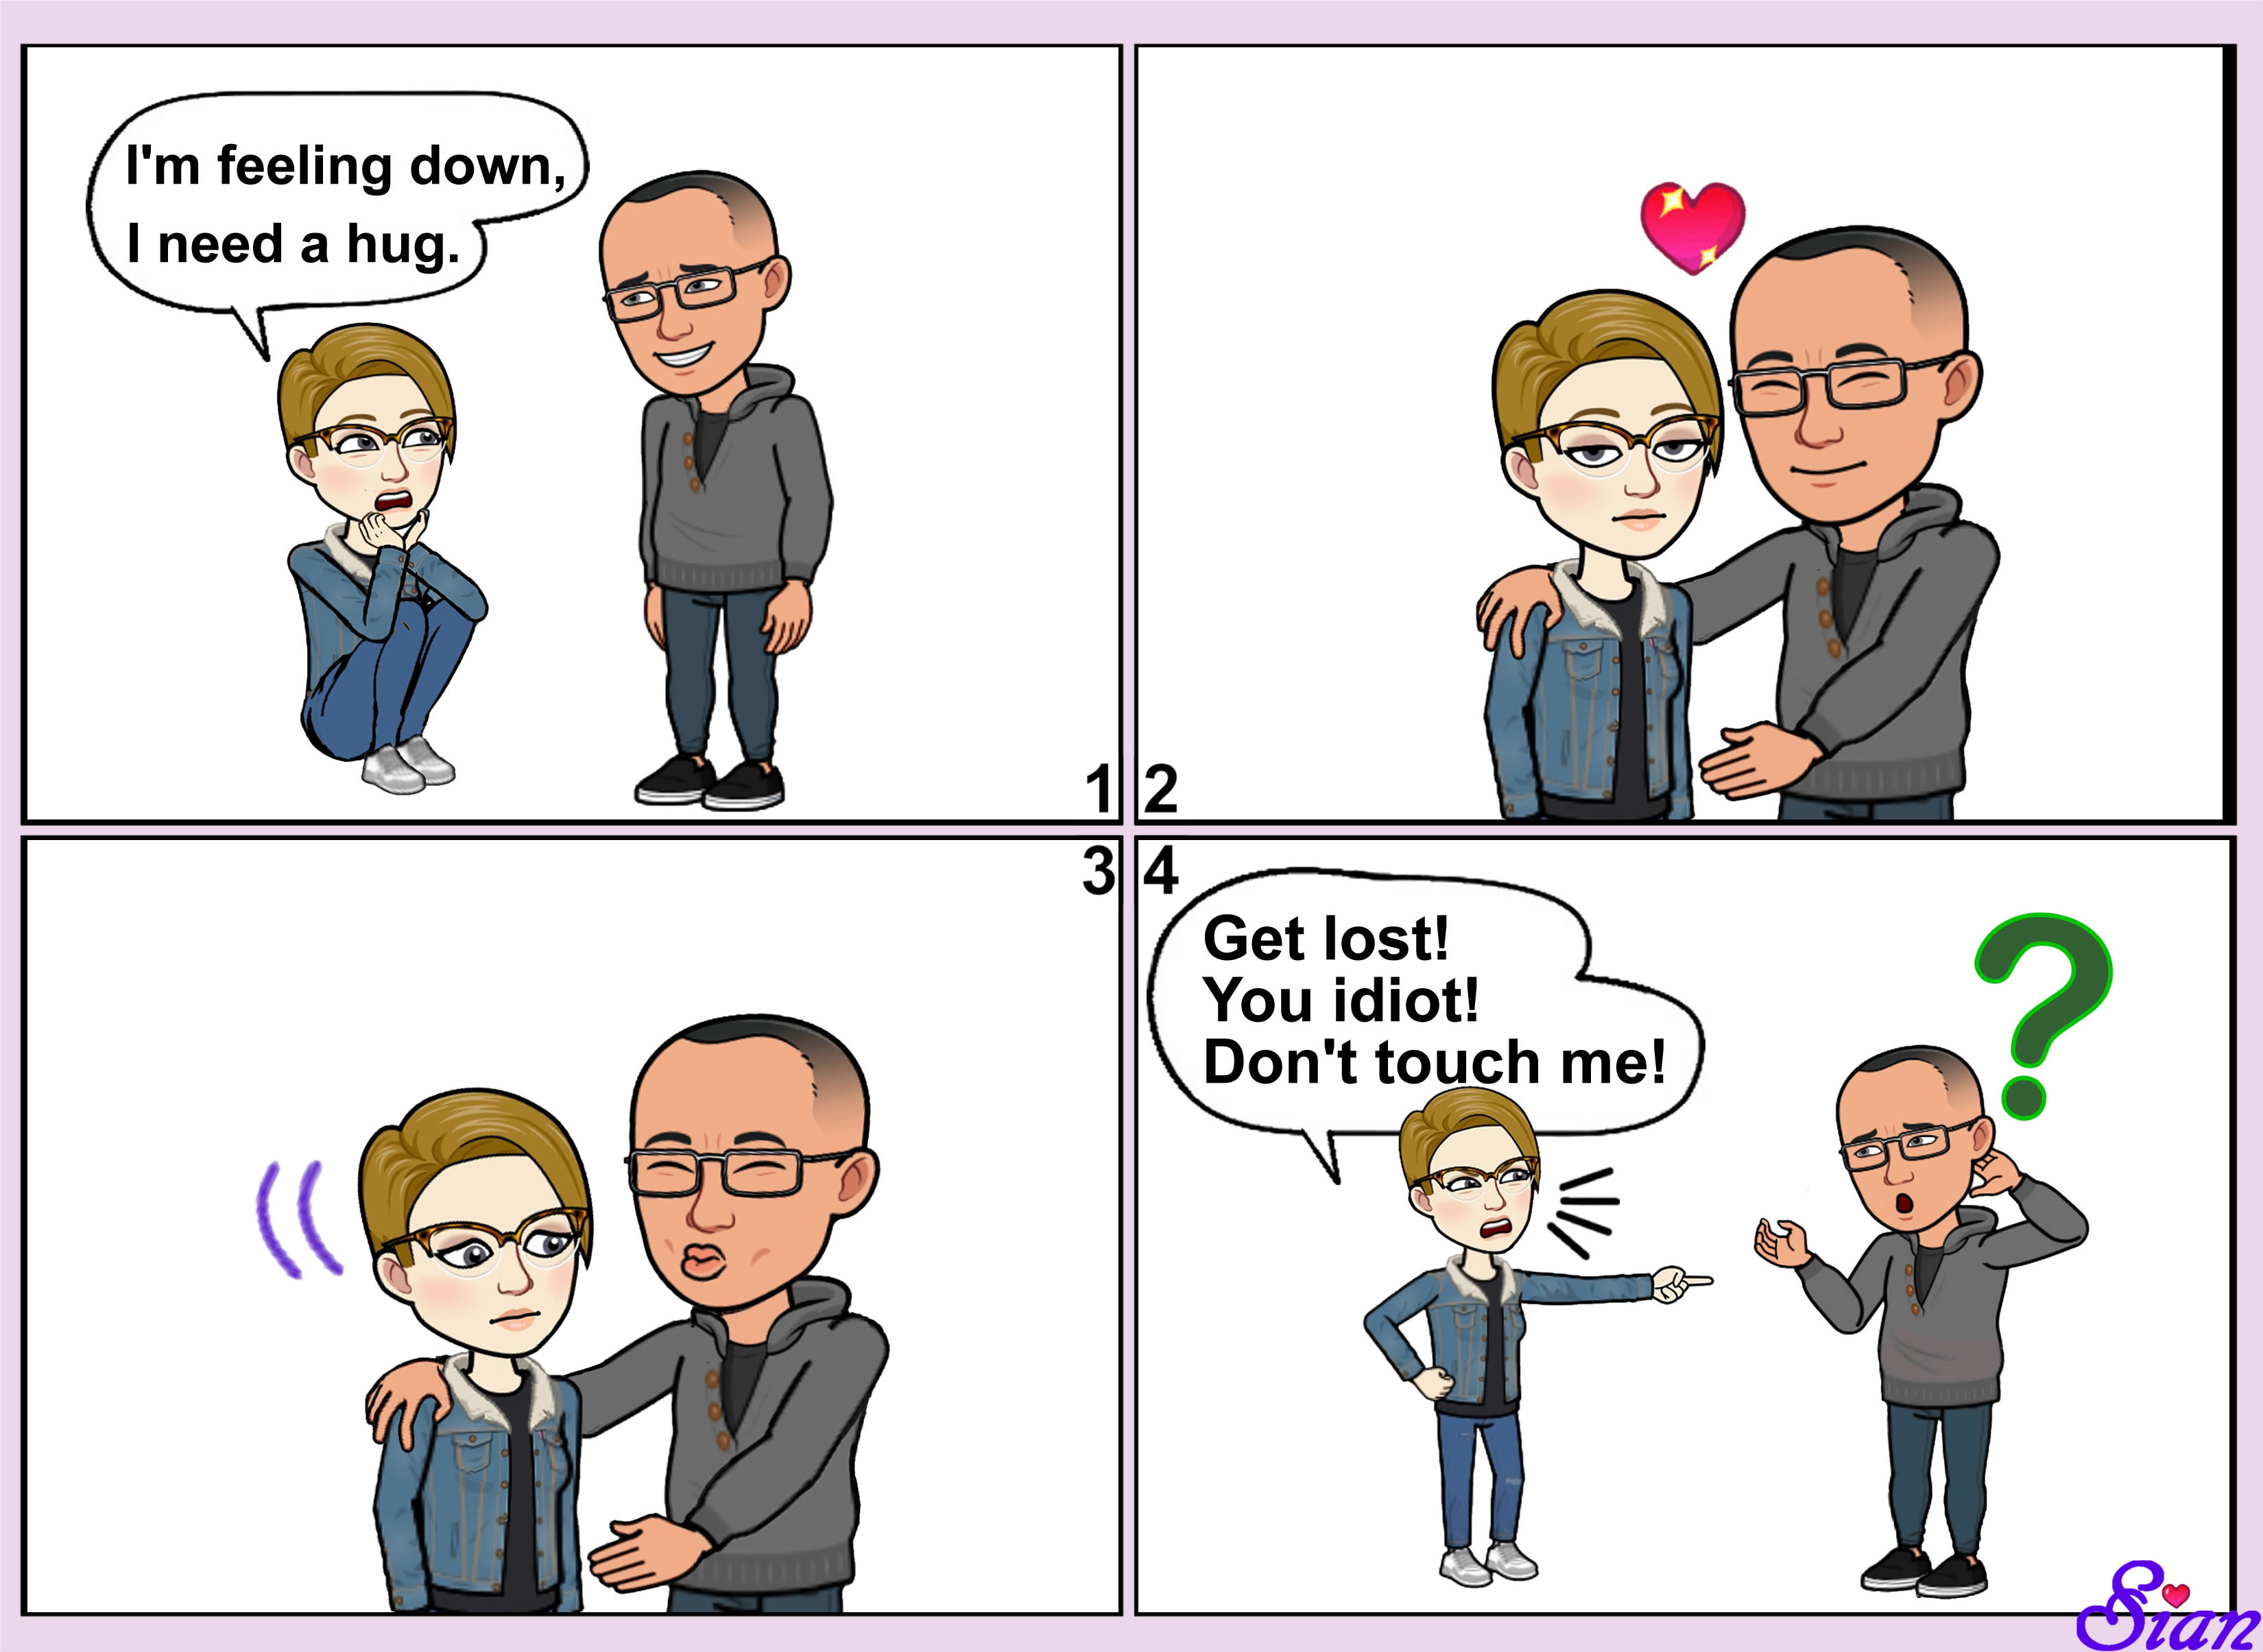 I'm feeling down,
I need a hug.
1
2
3
4
Get lost!
You idiot!
Don't touch me!
Sian